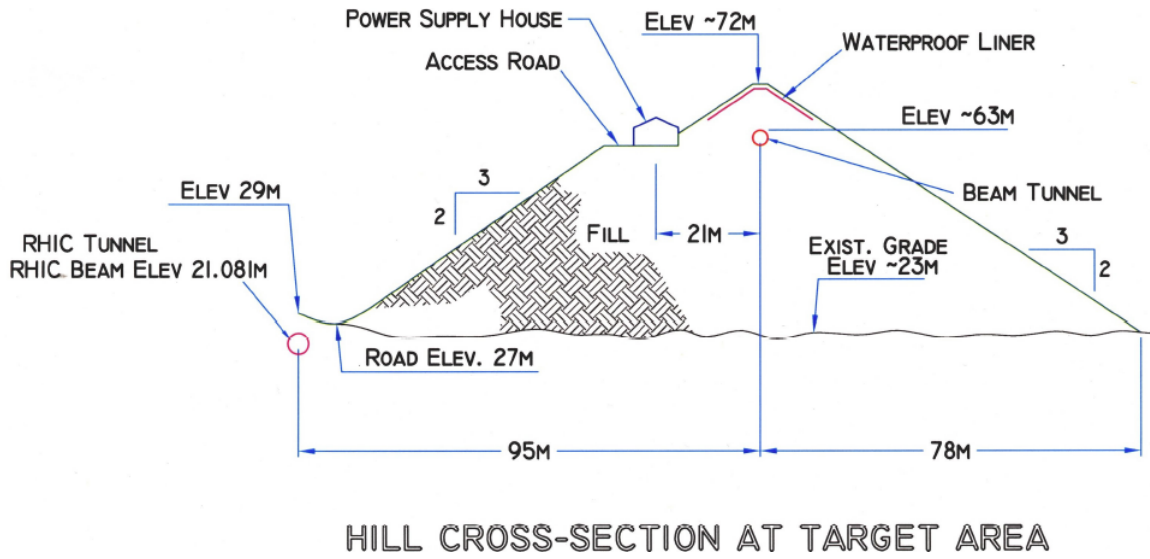 POWER SUPPLY HOUSE
ELEV ~72M
WATERPROOF LINER
ACCESS ROAD
ELEV ~63M
3
2
ELEV 29M
BEAM TUNNEL
RHIC TUNNEL
RHIC BEAM ELEV 21.081M
FILL
21M
EXIST. GRADE
ELEV ~23M
3
2
ROAD ELEV. 27M
95M
78M
HILL CROSS-SECTION AT TARGET AREA